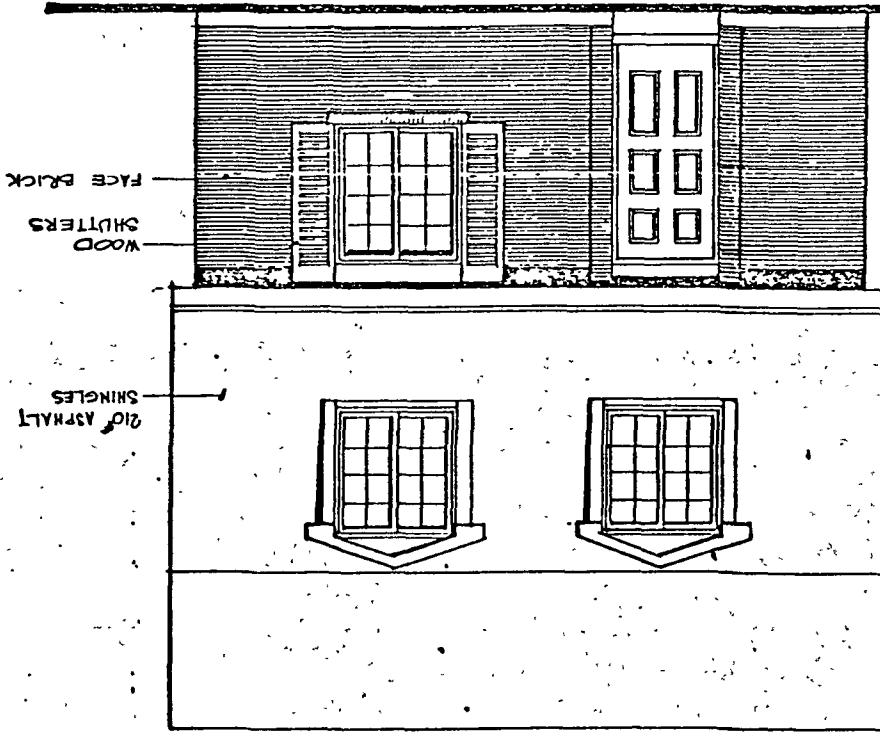 210# ASPHALT
SHINGLES
WOOD
SHUTTERS
FACE BRICK